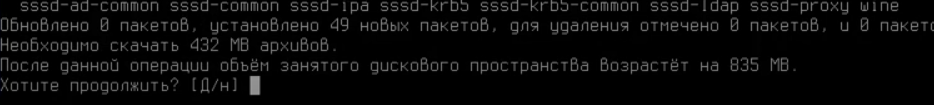 sssd-ad-common sssd-common sssd-ipa sssd-krb5 sssd-krb5-common sssd-ldap sssd-proxy wine
Обновлено 0 пакетов, установлено 49 новых пакетов, для удаления отмечено 0 пакетов, и 0 пакето
Необходимо скачать 432 MB архивов.
После данной операции объём занятого дискового пространства возрастёт на 835 MB.
Хотите продолжить? [Д/н]